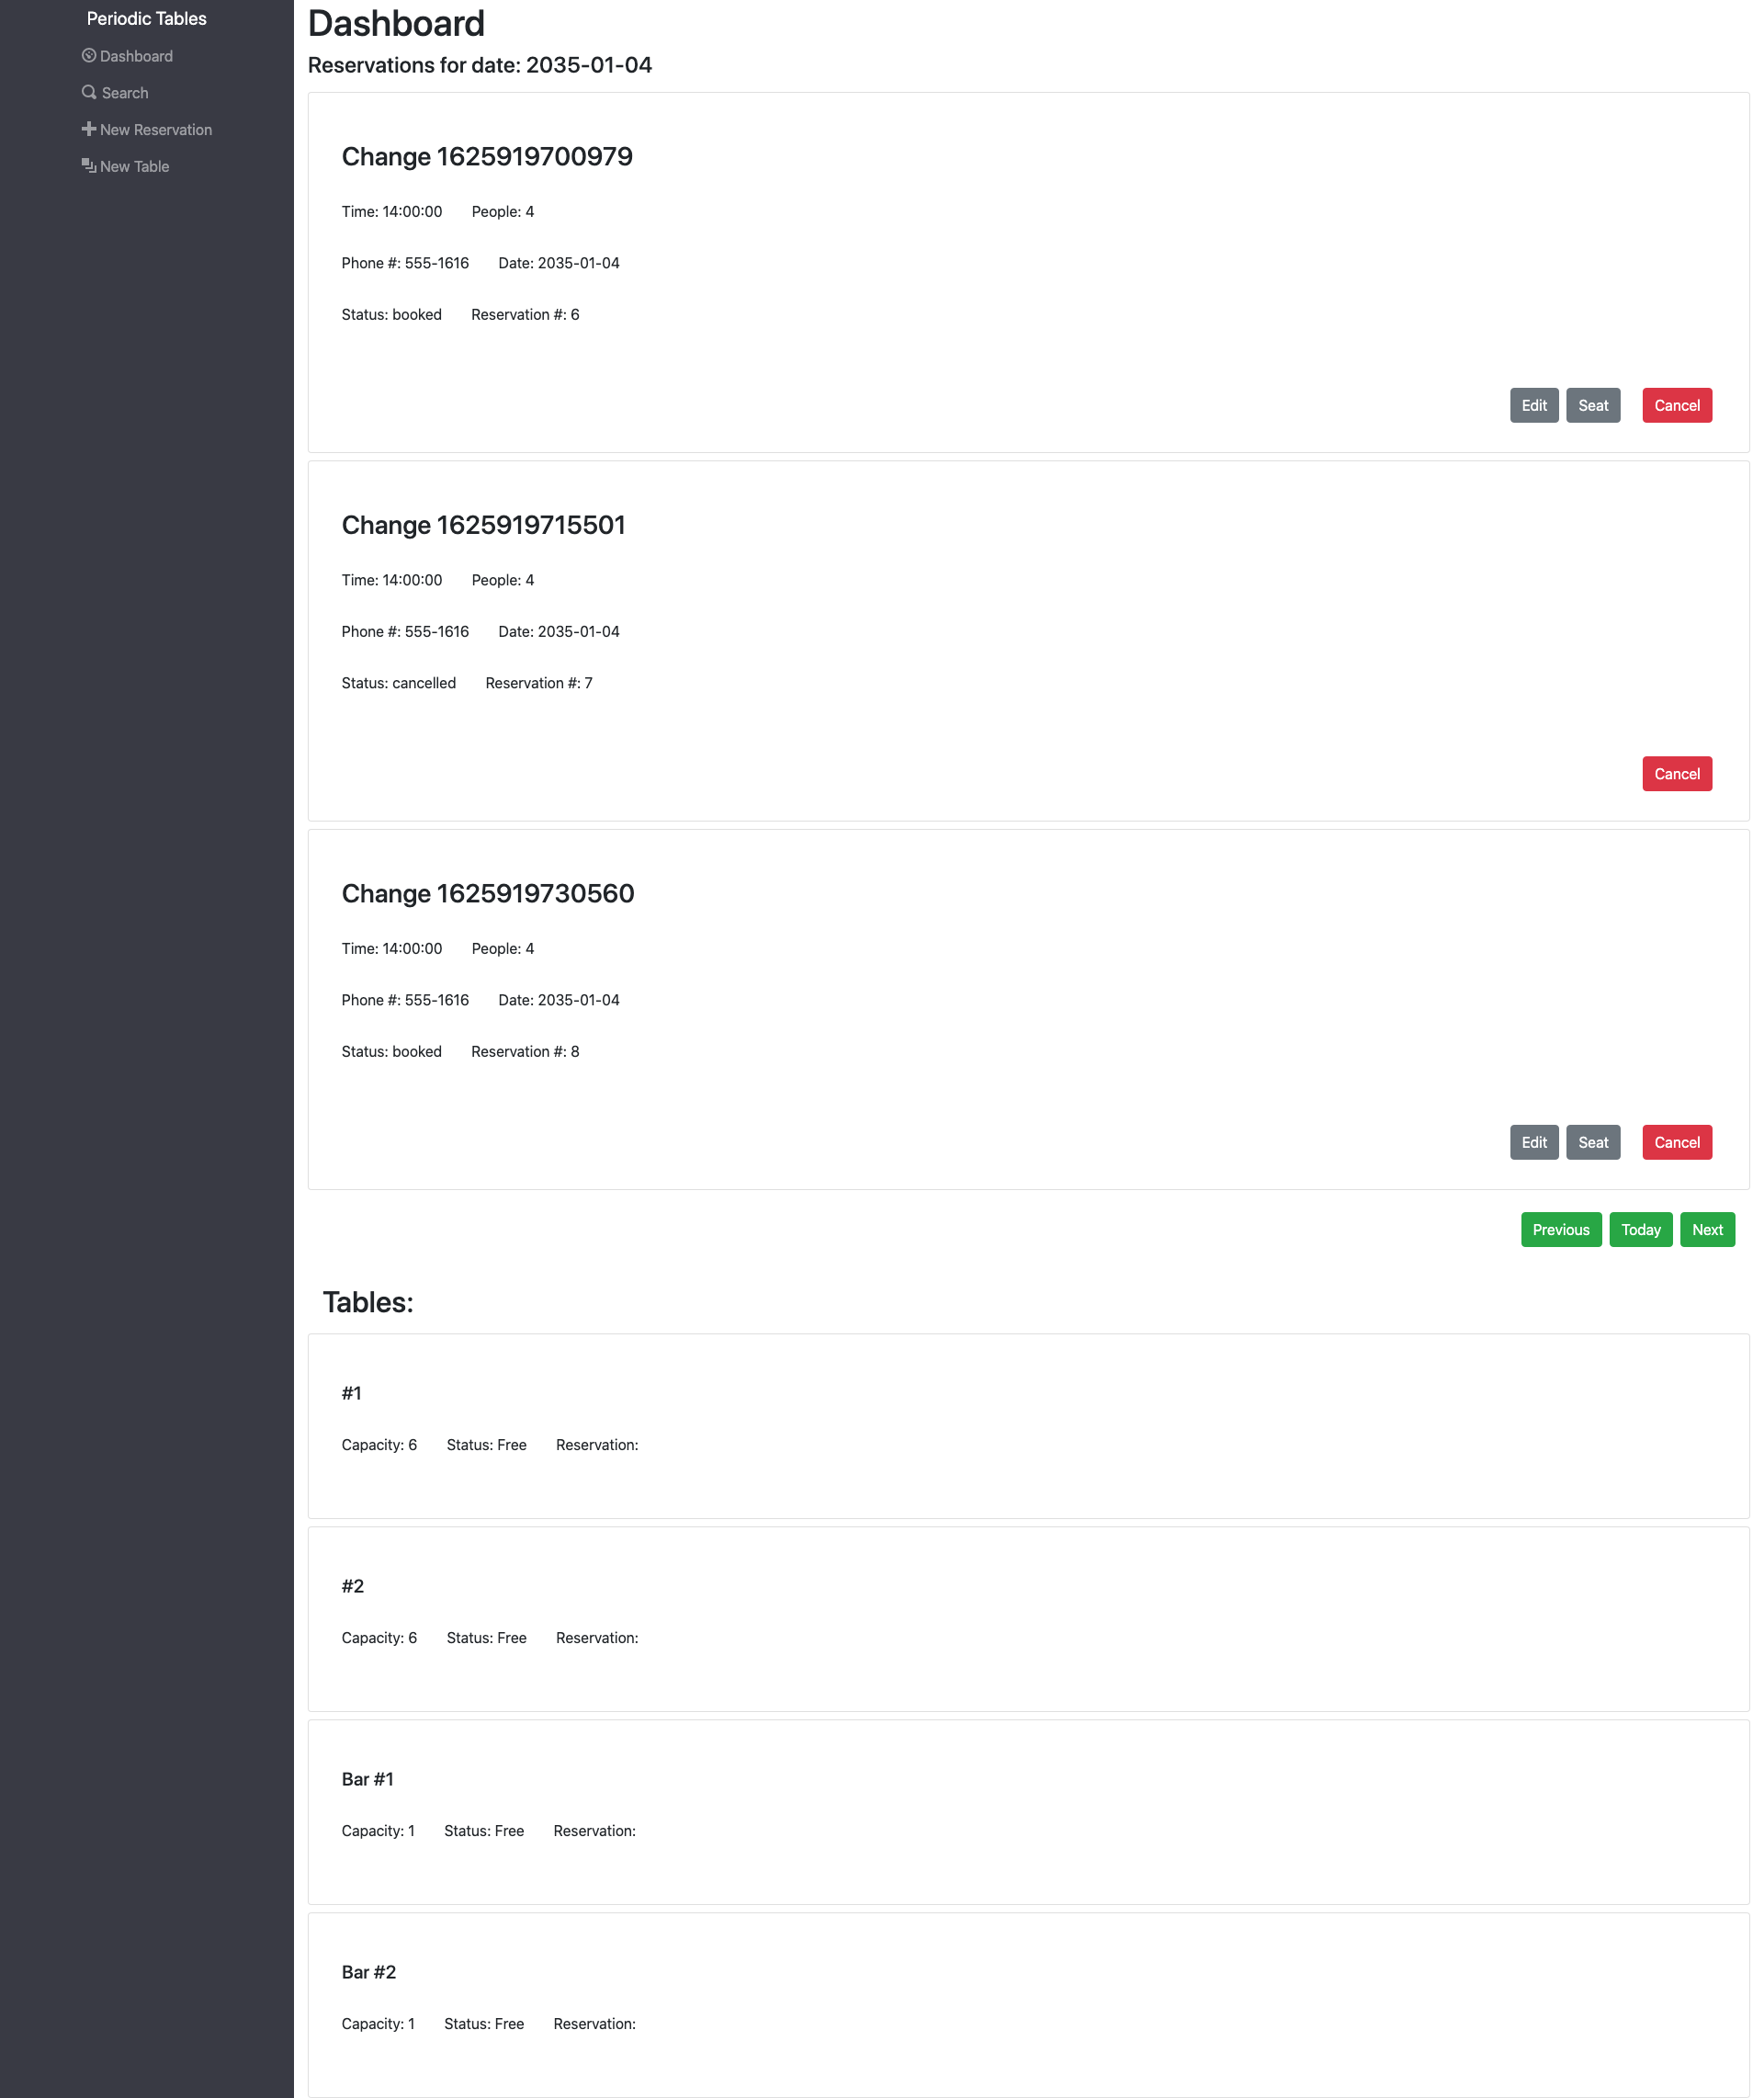 Periodic Tables
Dashboard
Search
New Reservation
New Table
Dashboard
Reservations for date: 2035-01-04
Change 1625919700979
Time: 14:00:00 People: 4
Phone #: 555-1616 Date: 2035-01-04
Status: booked Reservation #: 6
Edit Seat Cancel
Change 1625919715501
Time: 14:00:00 People: 4
Phone #: 555-1616 Date: 2035-01-04
Status: cancelled Reservation #: 7
Cancel
Change 1625919730560
Time: 14:00:00 People: 4
Phone #: 555-1616 Date: 2035-01-04
Status: booked Reservation #: 8
Edit Seat Cancel
Previous Today Next
Tables:
#1
Capacity: 6 Status: Free Reservation:
#2
Capacity: 6 Status: Free Reservation:
Bar #1
Capacity: 1 Status: Free Reservation:
Bar #2
Capacity: 1 Status: Free Reservation: